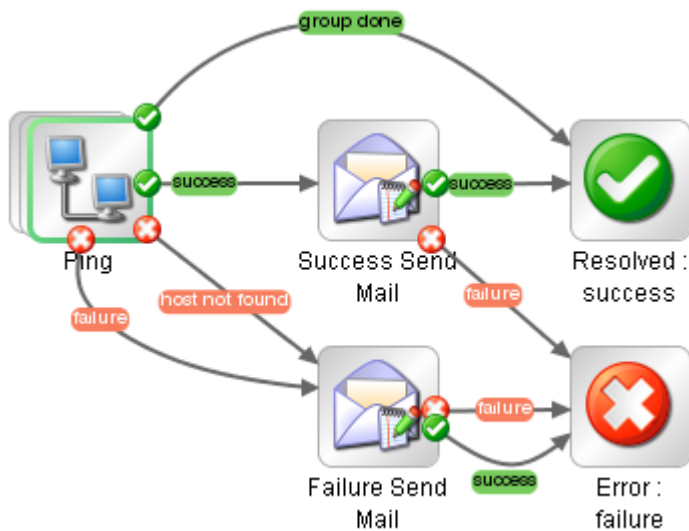 group done
success
success
Ping
Success Send
Mail
Resolved :
success
host not found
failure
failure
failure
success
Failure Send
Mail
Error :
failure